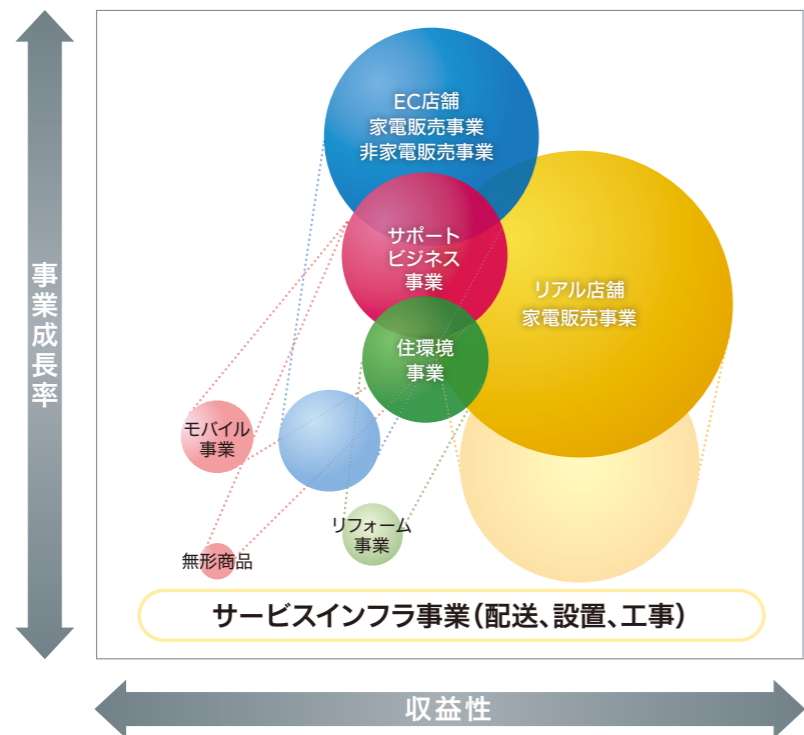 事業成長率
EC店舗
家電販売事業
非家電販売事業
サポート
ビジネス
事業
リアル店舗
家電販売事業
住環境
事業
モバイル
事業
リフォーム
事業
無形商品
サービスインフラ事業(配送、設置、工事)
収益性